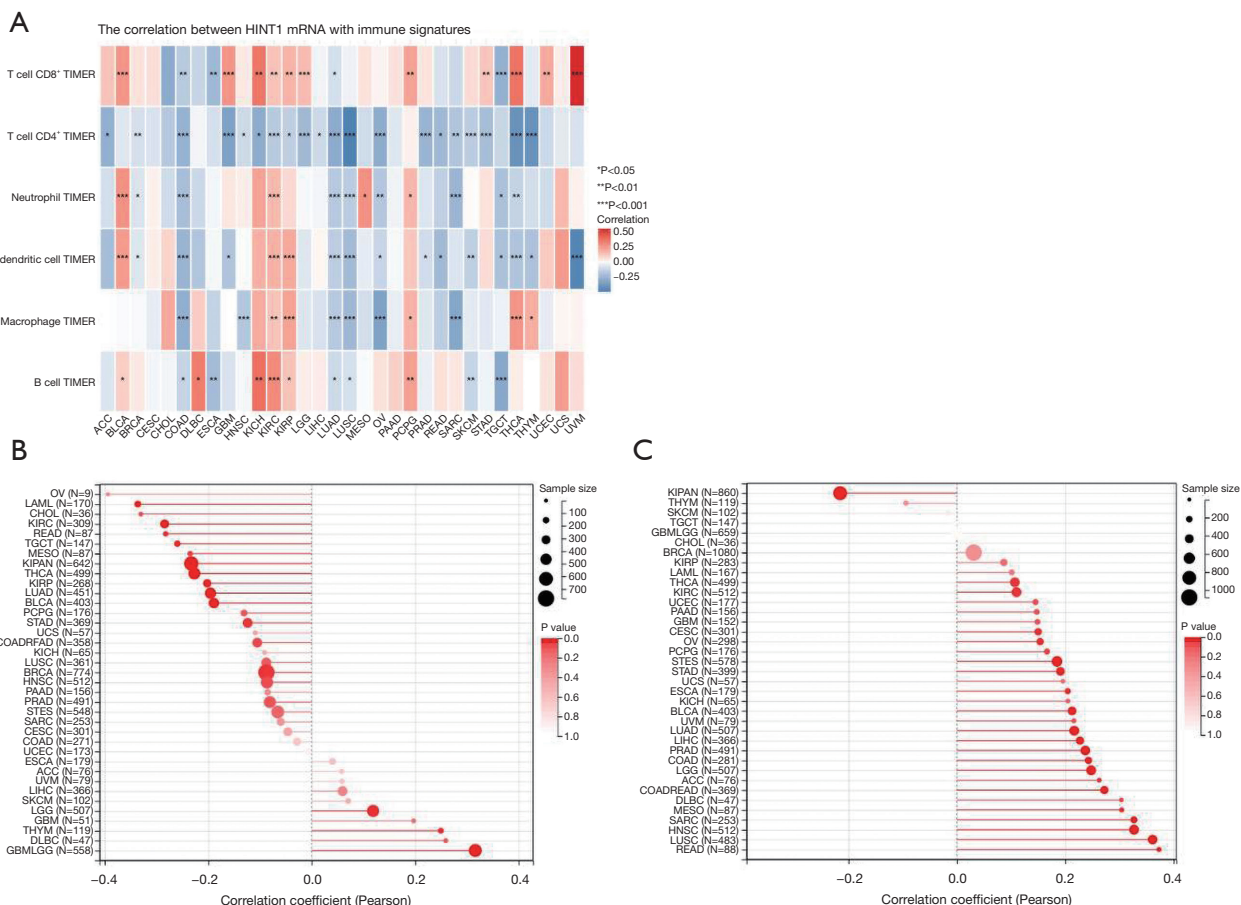 A
The correlation between HINT1 mRNA with immune signatures
T cell CD8+ TIMER
T cell CD4+ TIMER
Neutrophil TIMER
dendritic cell TIMER
Macrophage TIMER
B cell TIMER
ACC
BLCA
BRCA
CESC
CHOL
COAD
DLBC
ESCA
GBM
HNSC
KICH
KIRC
KIRP
LGG
LIHC
LUAD
LUSC
MESO
OV
PAAD
PCPG
PRAD
READ
SARC
SKCM
STAD
TGCT
THCA
THYM
UCEC
UCS
UVM
*P<0.05
**P<0.01
***P<0.001
Correlation
0.50
0.25
0.00
−0.25
B
OV (N=9)
LAML (N=170)
CHOL (N=36)
KIRC (N=309)
READ (N=87)
TGCT (N=147)
MESO (N=87)
KIPAN (N=642)
THCA (N=499)
KIRP (N=268)
LUAD (N=451)
BLCA (N=403)
PCPG (N=176)
STAD (N=369)
UCS (N=57)
COADRFAD (N=358)
KICH (N=65)
LUSC (N=361)
BRCA (N=774)
HNSC (N=512)
PAAD (N=156)
PRAD (N=491)
STES (N=548)
SARC (N=253)
CESC (N=301)
COAD (N=271)
UCEC (N=173)
ESCA (N=179)
ACC (N=76)
UVM (N=79)
LIHC (N=366)
SKCM (N=102)
LGG (N=507)
GBM (N=51)
THYM (N=119)
DLBC (N=47)
GBMLGG (N=558)
−0.4 −0.2 0.0 0.2 0.4
Correlation coefficient (Pearson)
Sample size
100
200
300
400
500
600
700
P value
0.0
0.2
0.4
0.6
0.8
1.0
C
KIPAN (N=860)
THYM (N=119)
SKCM (N=102)
TGCT (N=147)
GBMLGG (N=659)
CHOL (N=36)
BRCA (N=1080)
KIRP (N=283)
LAML (N=167)
THCA (N=499)
KIRC (N=512)
UCEC (N=177)
PAAD (N=156)
GBM (N=152)
CESC (N=301)
OV (N=298)
PCPG (N=176)
STES (N=578)
STAD (N=399)
UCS (N=57)
ESCA (N=179)
KICH (N=65)
BLCA (N=403)
UVM (N=79)
LUAD (N=507)
LIHC (N=366)
PRAD (N=491)
COAD (N=281)
LGG (N=507)
ACC (N=76)
COADREAD (N=369)
DLBC (N=47)
MESO (N=87)
SARC (N=253)
HNSC (N=512)
LUSC (N=483)
READ (N=88)
−0.2 0.0 0.2 0.4
Correlation coefficient (Pearson)
Sample size
200
400
600
800
1000
P value
0.0
0.2
0.4
0.6
0.8
1.0